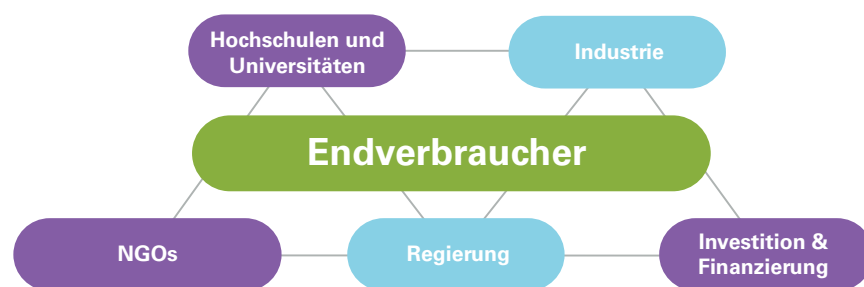 Hochschulen und
Universitäten
Industrie
Endverbraucher
NGOs
Regierung
Investition &
Finanzierung